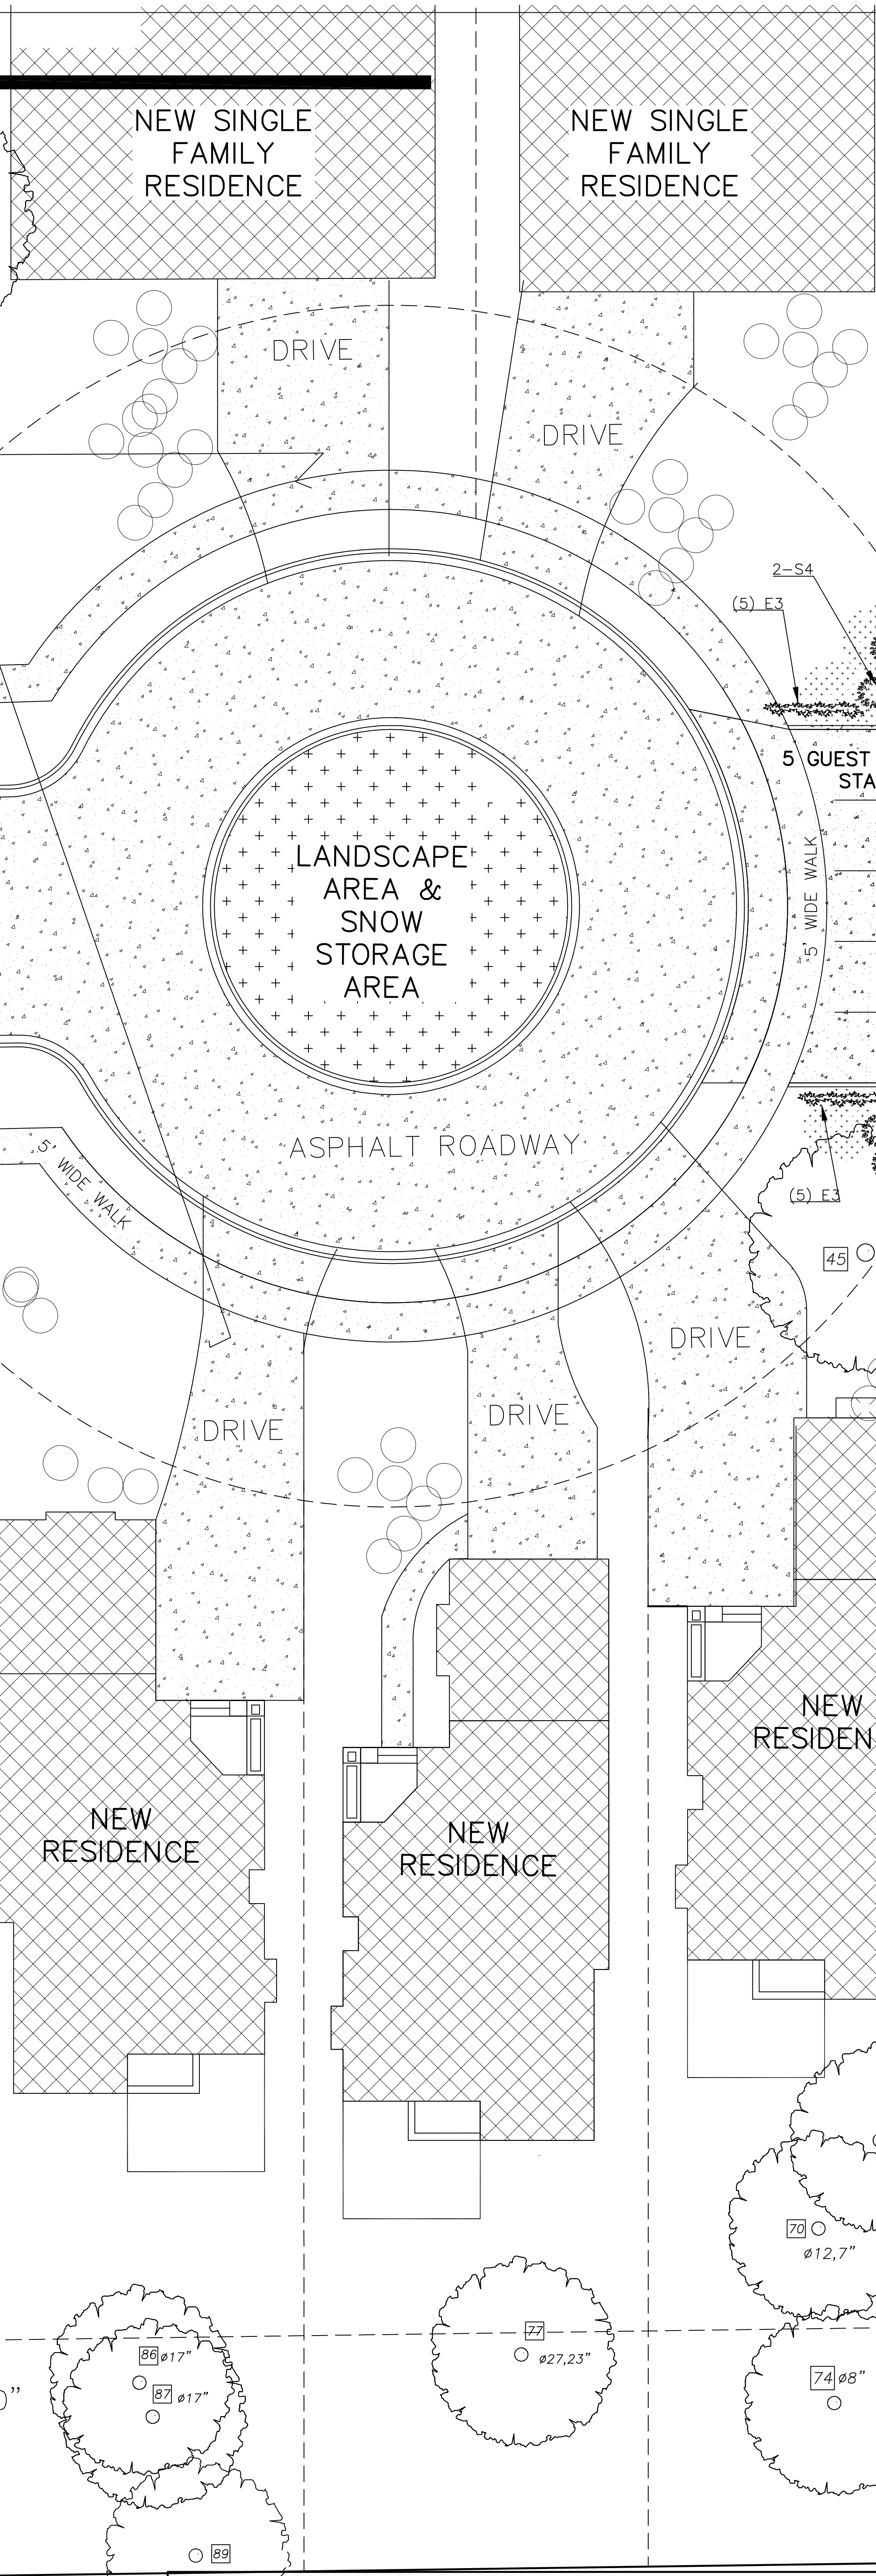 NEW SINGLE
FAMILY
RESIDENCE
NEW SINGLE
FAMILY
RESIDENCE
DRIVE
DRIVE
2-S4
(5) E3
5 GUEST
STA
5' WIDE WALK
LANDSCAPE
AREA &
SNOW
STORAGE
AREA
ASPHALT ROADWAY
5' WIDE WALK
(5) E3
45
DRIVE
DRIVE
DRIVE
NEW
RESIDEN
NEW
RESIDENCE
NEW
RESIDENCE
70
ø12,7"
77
ø27,23"
86 ø17"
87 ø17"
74 ø8"
0"
89